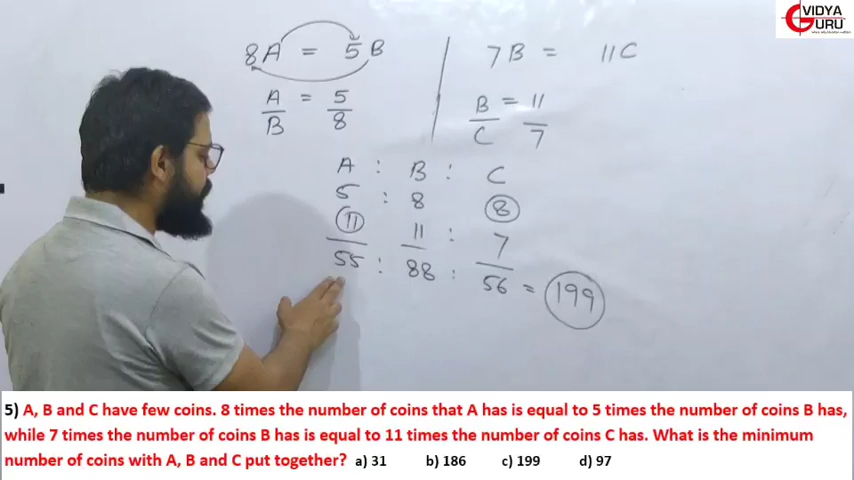 VIDYA
GURU
8A = 5B
7B = 11C
A/B = 5/8
B/C = 11/7
A : B : C
5 : 8 8
11 11 : 7
55 : 88 : 56 = 199
5) A, B and C have few coins. 8 times the number of coins that A has is equal to 5 times the number of coins B has,
while 7 times the number of coins B has is equal to 11 times the number of coins C has. What is the minimum
number of coins with A, B and C put together? a) 31 b) 186 c) 199 d) 97